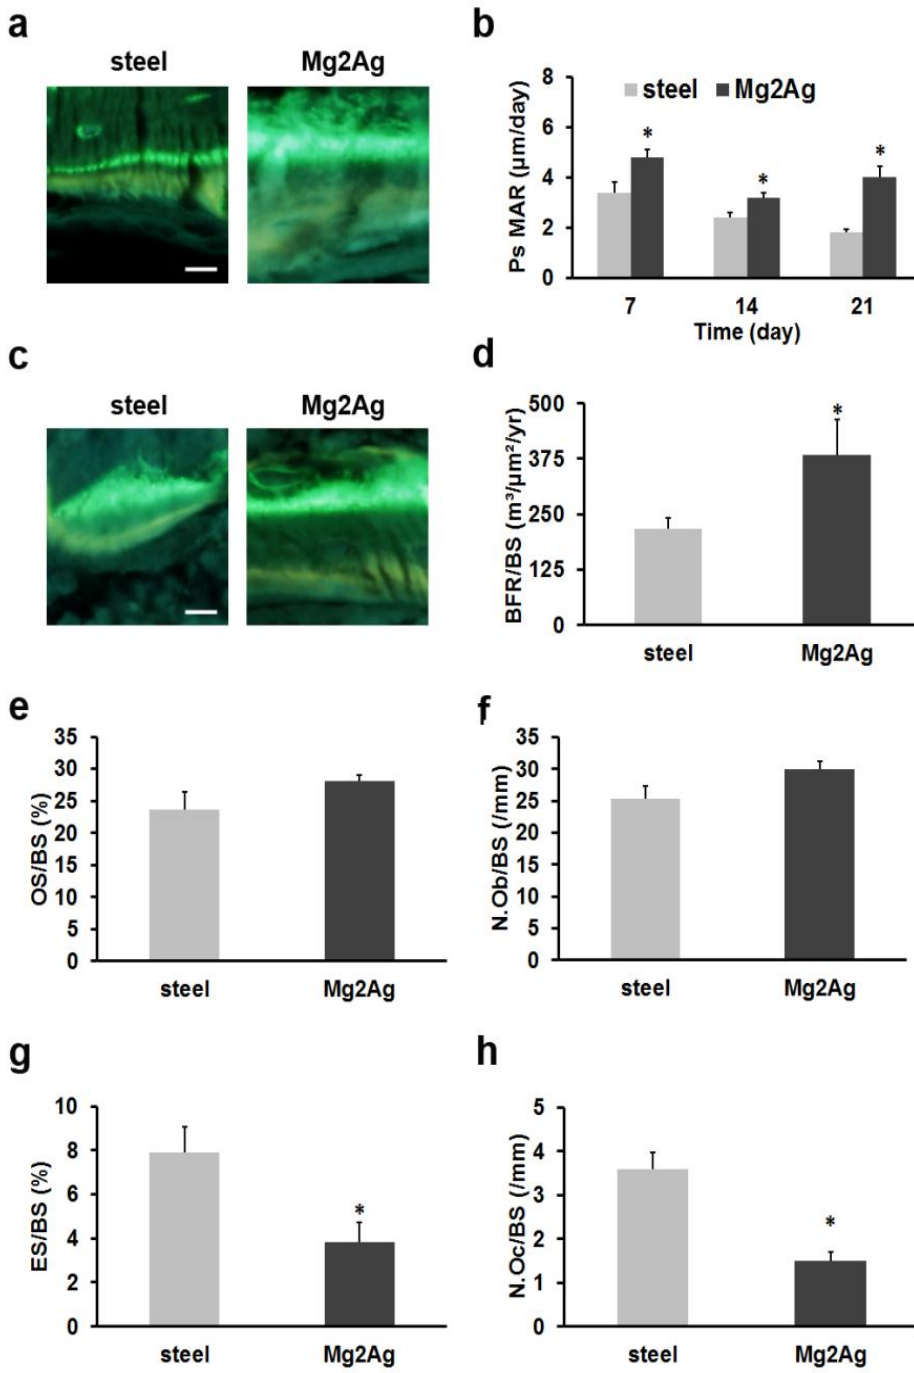 a
steel Mg2Ag
b
steel Mg2Ag
Ps MAR (µm/day)
8
6
4
2
0
7 14 21
Time (day)
c
steel Mg2Ag
d
BFR/BS (m³/µm²/yr)
500
375
250
125
0
*
steel Mg2Ag
e
OS/BS (%)
35
30
25
20
15
10
5
0
steel Mg2Ag
f
N.Ob/BS (/mm)
35
30
25
20
15
10
5
0
steel Mg2Ag
g
ES/BS (%)
10
8
6
4
2
0
*
steel Mg2Ag
h
N.Oc/BS (/mm)
5
4
3
2
1
0
*
steel Mg2Ag